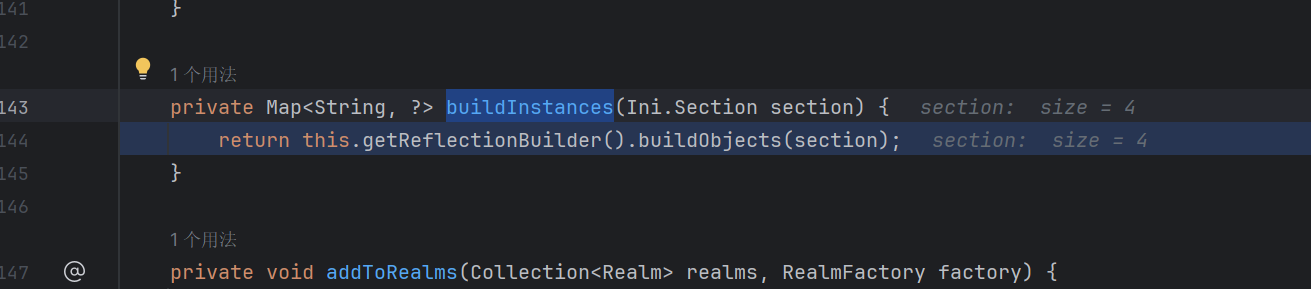 141 }
142
1 个用法
143 private Map<String, ?> buildInstances(Ini.Section section) { section: size = 4
144 return this.getReflectionBuilder().buildObjects(section); section: size = 4
145 }
146
1 个用法
147 @ private void addToRealms(Collection<Realm> realms, RealmFactory factory) {